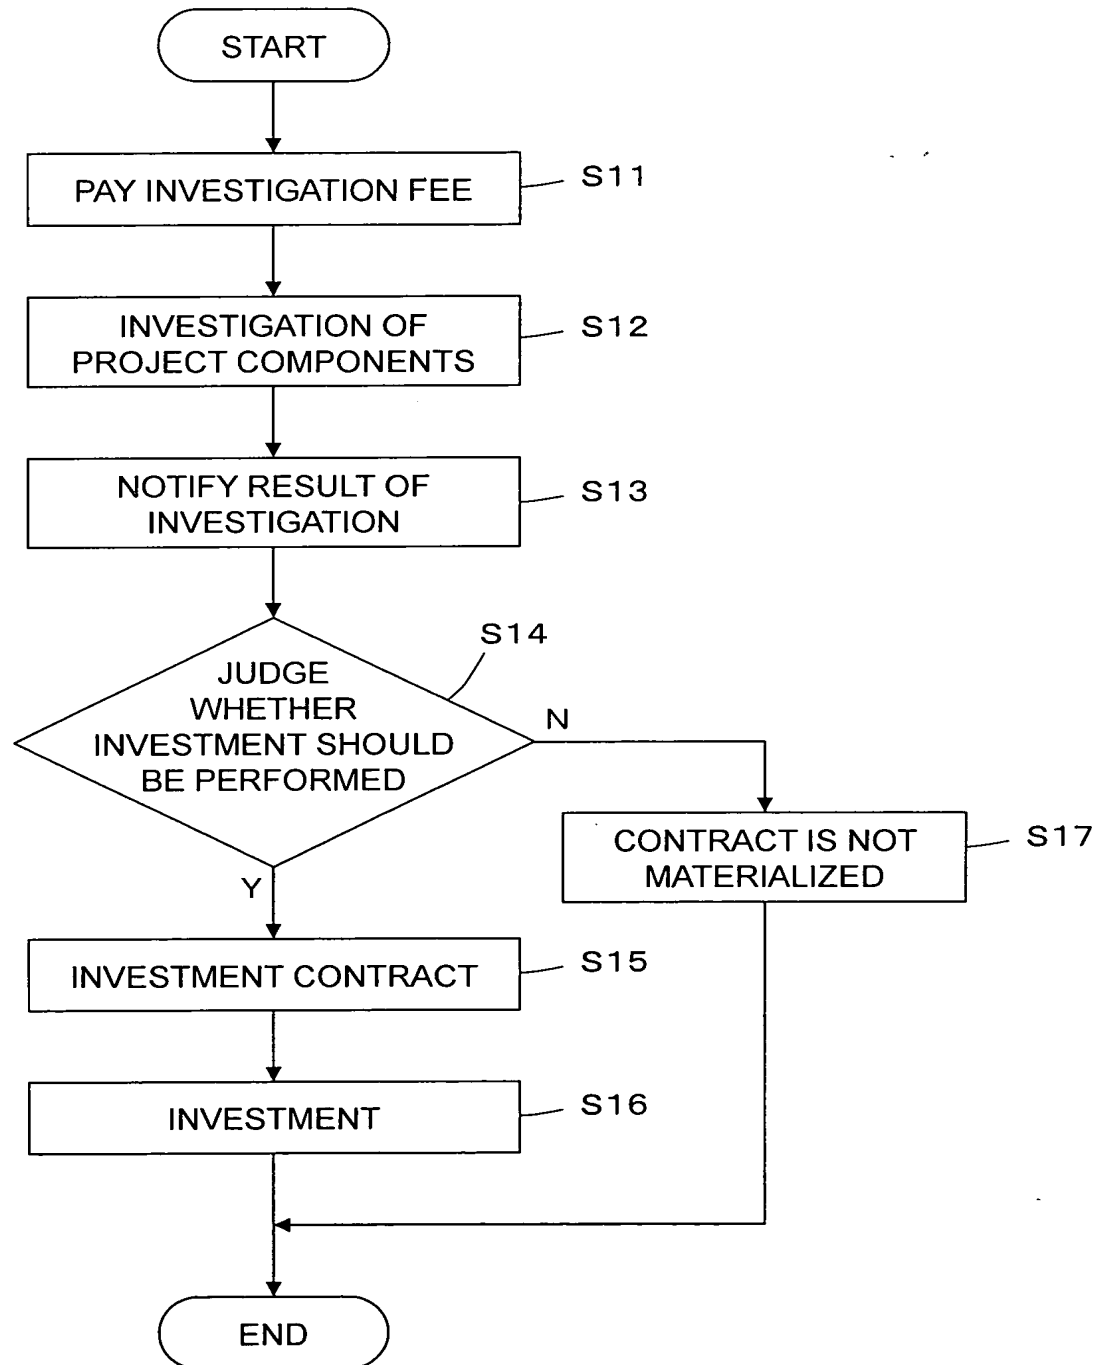 START
PAY INVESTIGATION FEE
S11
INVESTIGATION OF
PROJECT COMPONENTS
S12
NOTIFY RESULT OF
INVESTIGATION
S13
S14
JUDGE
WHETHER
INVESTMENT SHOULD
BE PERFORMED
N
Y
CONTRACT IS NOT
MATERIALIZED
S17
INVESTMENT CONTRACT
S15
INVESTMENT
S16
END